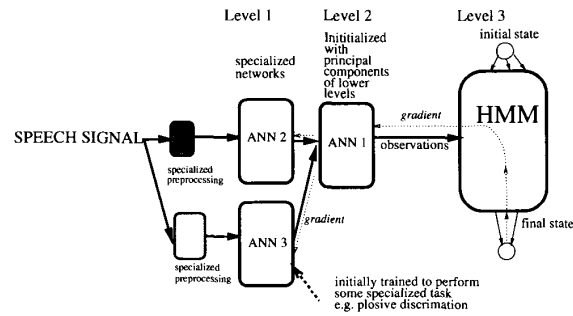 Level 1
Level 2
Level 3
Inititialized
with
principal
components
of lower
levels
initial state
specialized
networks
gradient
HMM
SPEECH SIGNAL
ANN 2
ANN 1
observations
specialized
preprocessing
gradient
final state
ANN 3
specialized
preprocessing
initially trained to perform
some specialized task
e.g. plosive discrimation